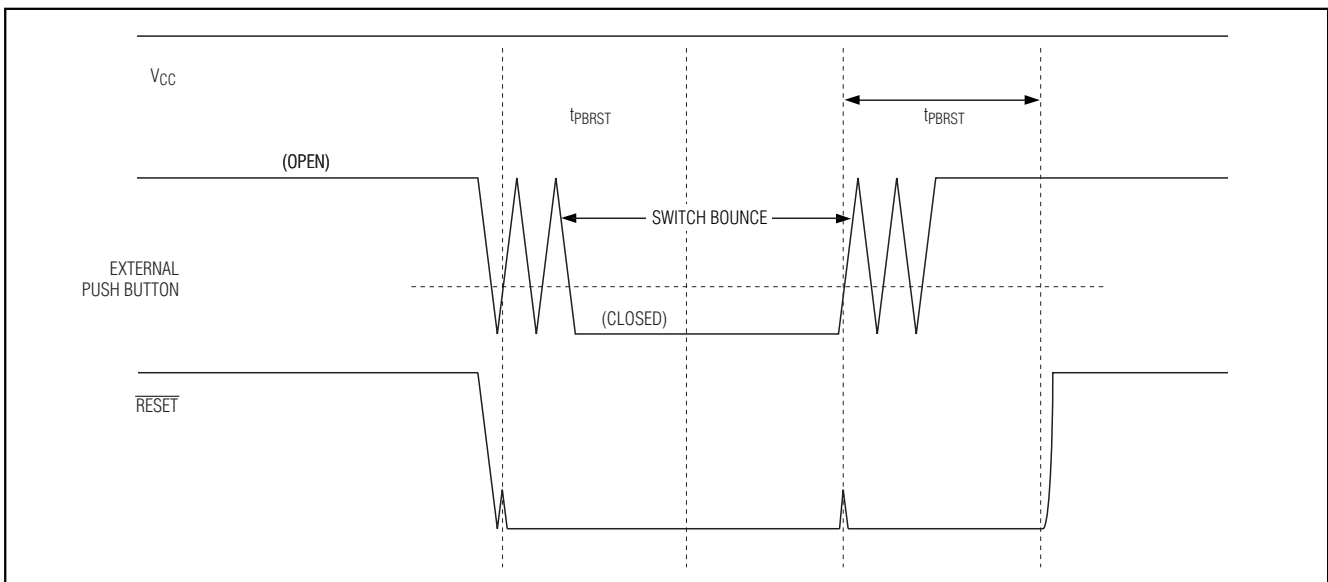 VCC
tPBRST
tPBRST
(OPEN)
SWITCH BOUNCE
EXTERNAL
PUSH BUTTON
(CLOSED)
RESET